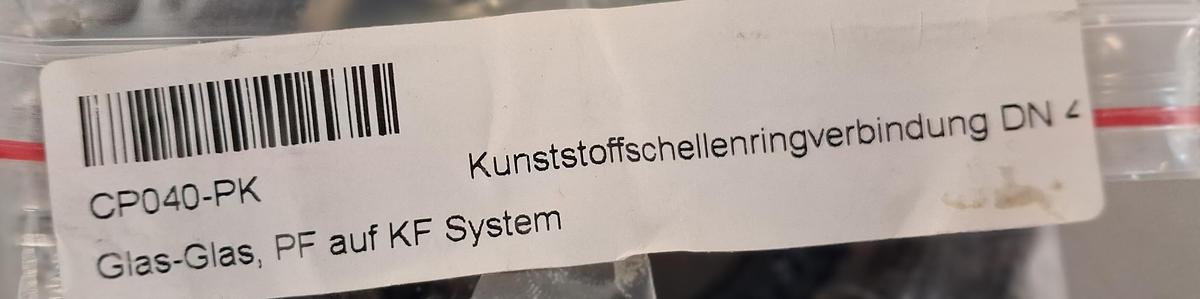 Kunststoffschellenringverbindung DN
CP040-PK
Glas-Glas, PF auf KF System